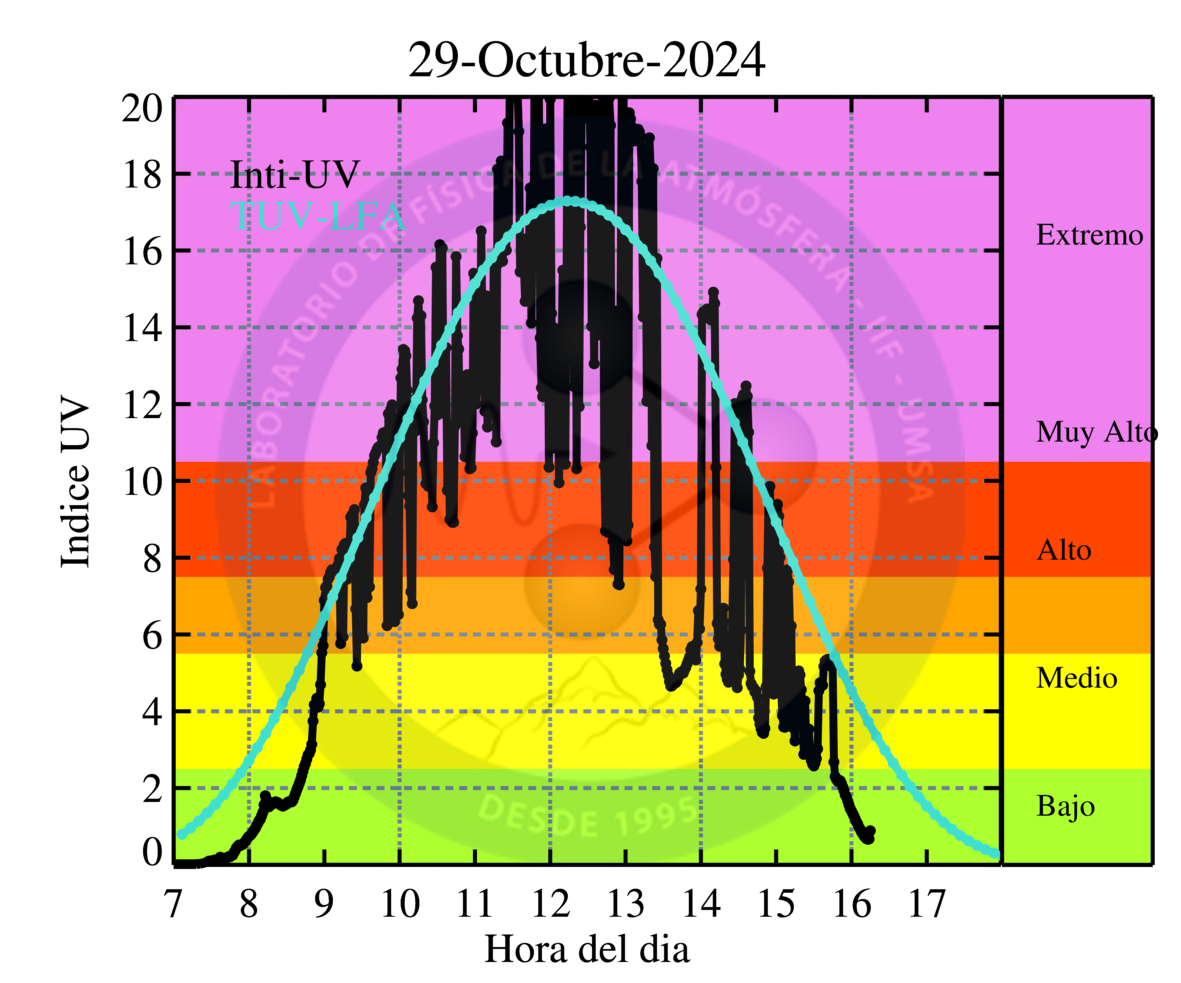 29-Octubre-2024
20
18
16
14
12
10
8
6
4
2
0
Indice UV
Inti-UV
TUV-LFA
LABORATORIO DE FÍSICA DE LA ATMÓSFERA - IIF - UMSA
DESDE 1995
Extremo
Muy Alto
Alto
Medio
Bajo
7 8 9 10 11 12 13 14 15 16 17
Hora del dia